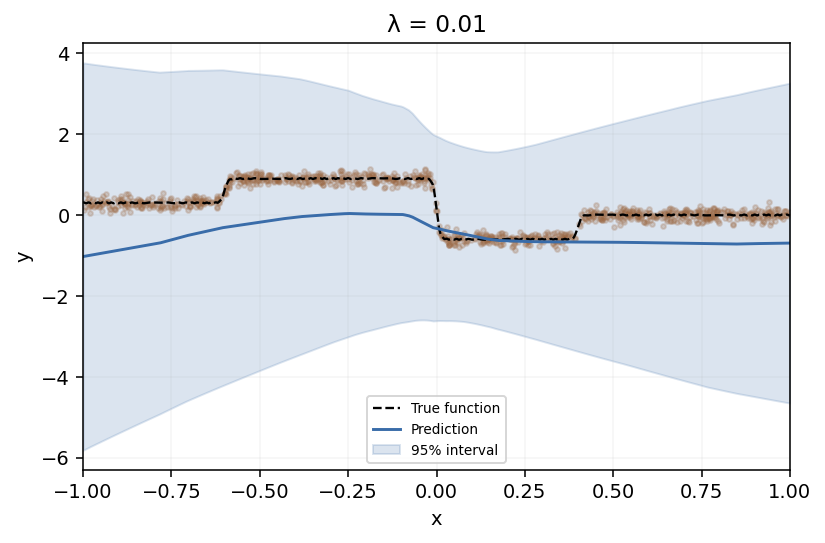 λ = 0.01
4
2
0
−2
−4
−6
y
True function
Prediction
95% interval
−1.00 −0.75 −0.50 −0.25 0.00 0.25 0.50 0.75 1.00
x